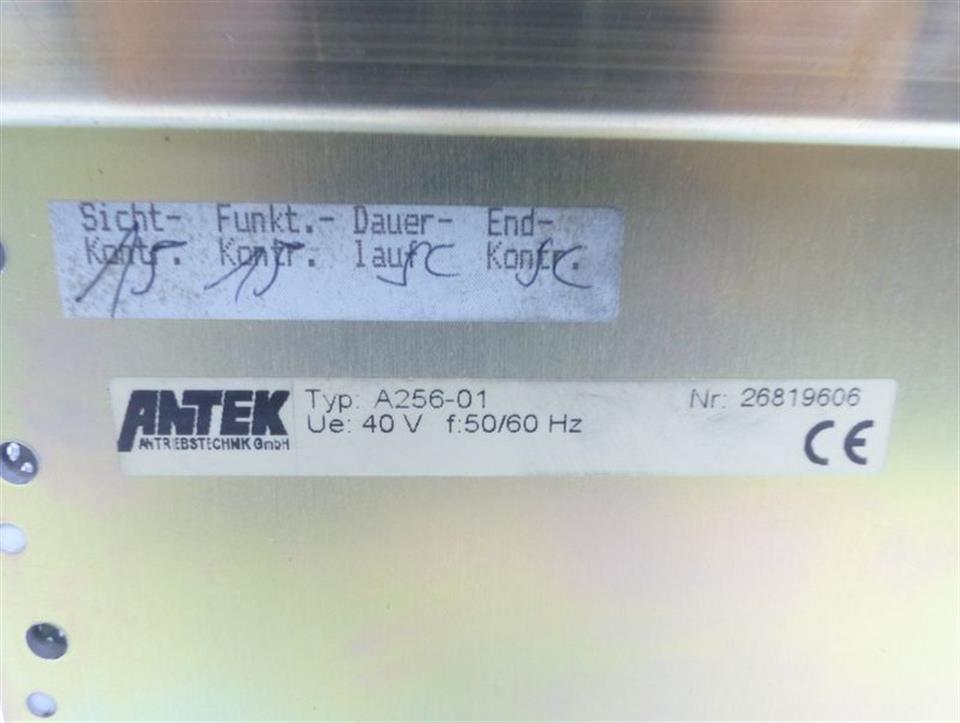 Sicht- Funkt.- Dauer- End-
Kontr. Kontr. lauf Kontr.
ANTEK
ANTRIEBSTECHNIK GmbH
Typ: A256-01
Ue: 40 V f:50/60 Hz
Nr: 26819606
CE